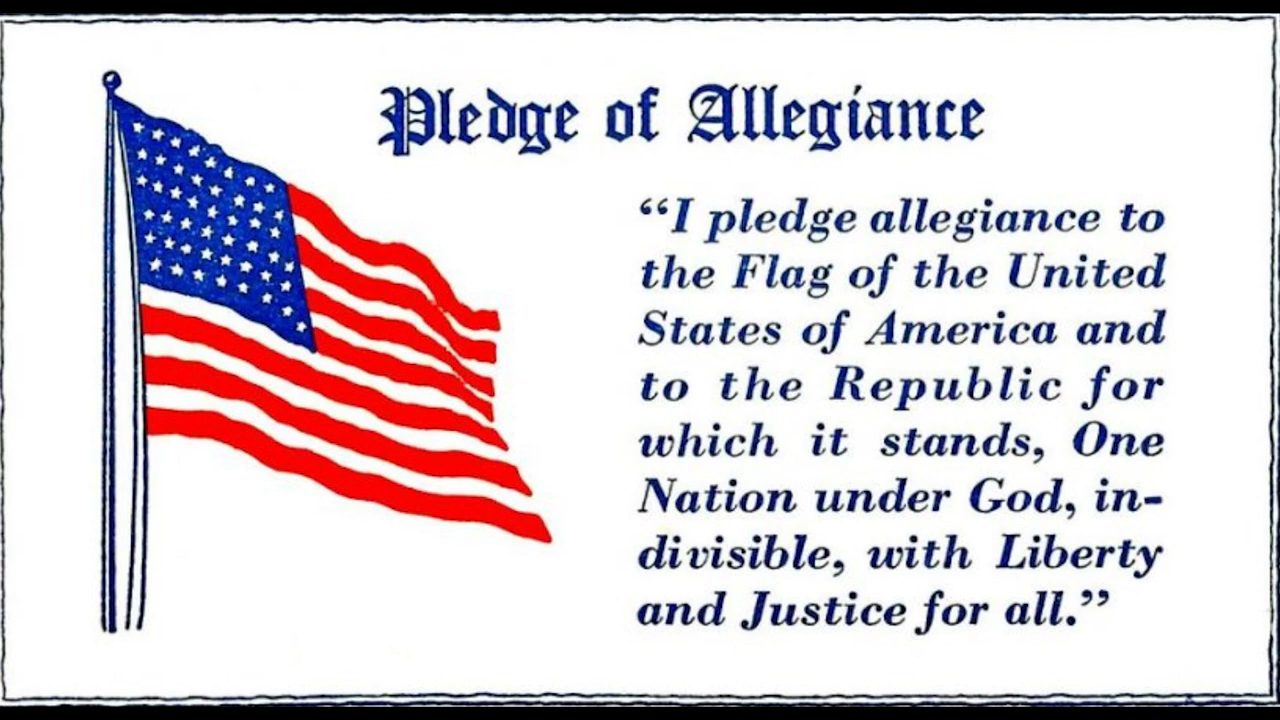 Pledge of Allegiance
“I pledge allegiance to
the Flag of the United
States of America and
to the Republic for
which it stands, One
Nation under God, in-
divisible, with Liberty
and Justice for all.”